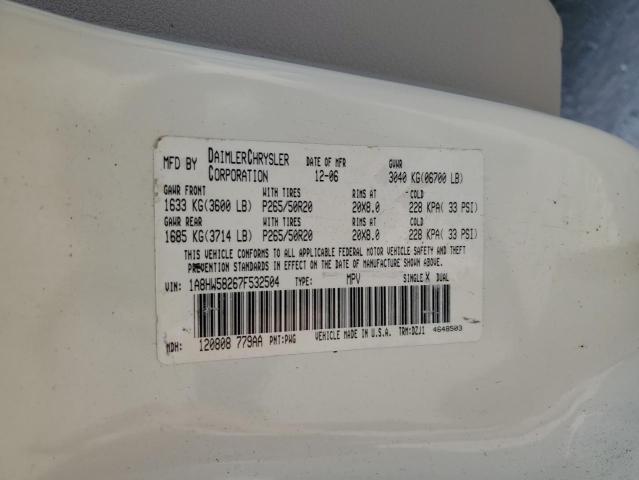 MFD BY DAIMLERCHRYSLER CORPORATION DATE OF MFR 12-06 GVWR 3040 KG(06700 LB)
GAWR FRONT WITH TIRES RIMS AT COLD
1633 KG(3600 LB) P265/50R20 20X8.0 228 KPA( 33 PSI)
GAWR REAR WITH TIRES RIMS AT COLD
1685 KG(3714 LB) P265/50R20 20X8.0 228 KPA( 33 PSI)
THIS VEHICLE CONFORMS TO ALL APPLICABLE FEDERAL MOTOR VEHICLE SAFETY AND THEFT
PREVENTION STANDARDS IN EFFECT ON THE DATE OF MANUFACTURE SHOWN ABOVE.
VIN: 1A8HW58267F532504 TYPE: MPV SINGLE X DUAL
MDH: 120808 779AA PNT:PWG VEHICLE MADE IN U.S.A. TRM:DZJ1 4648503